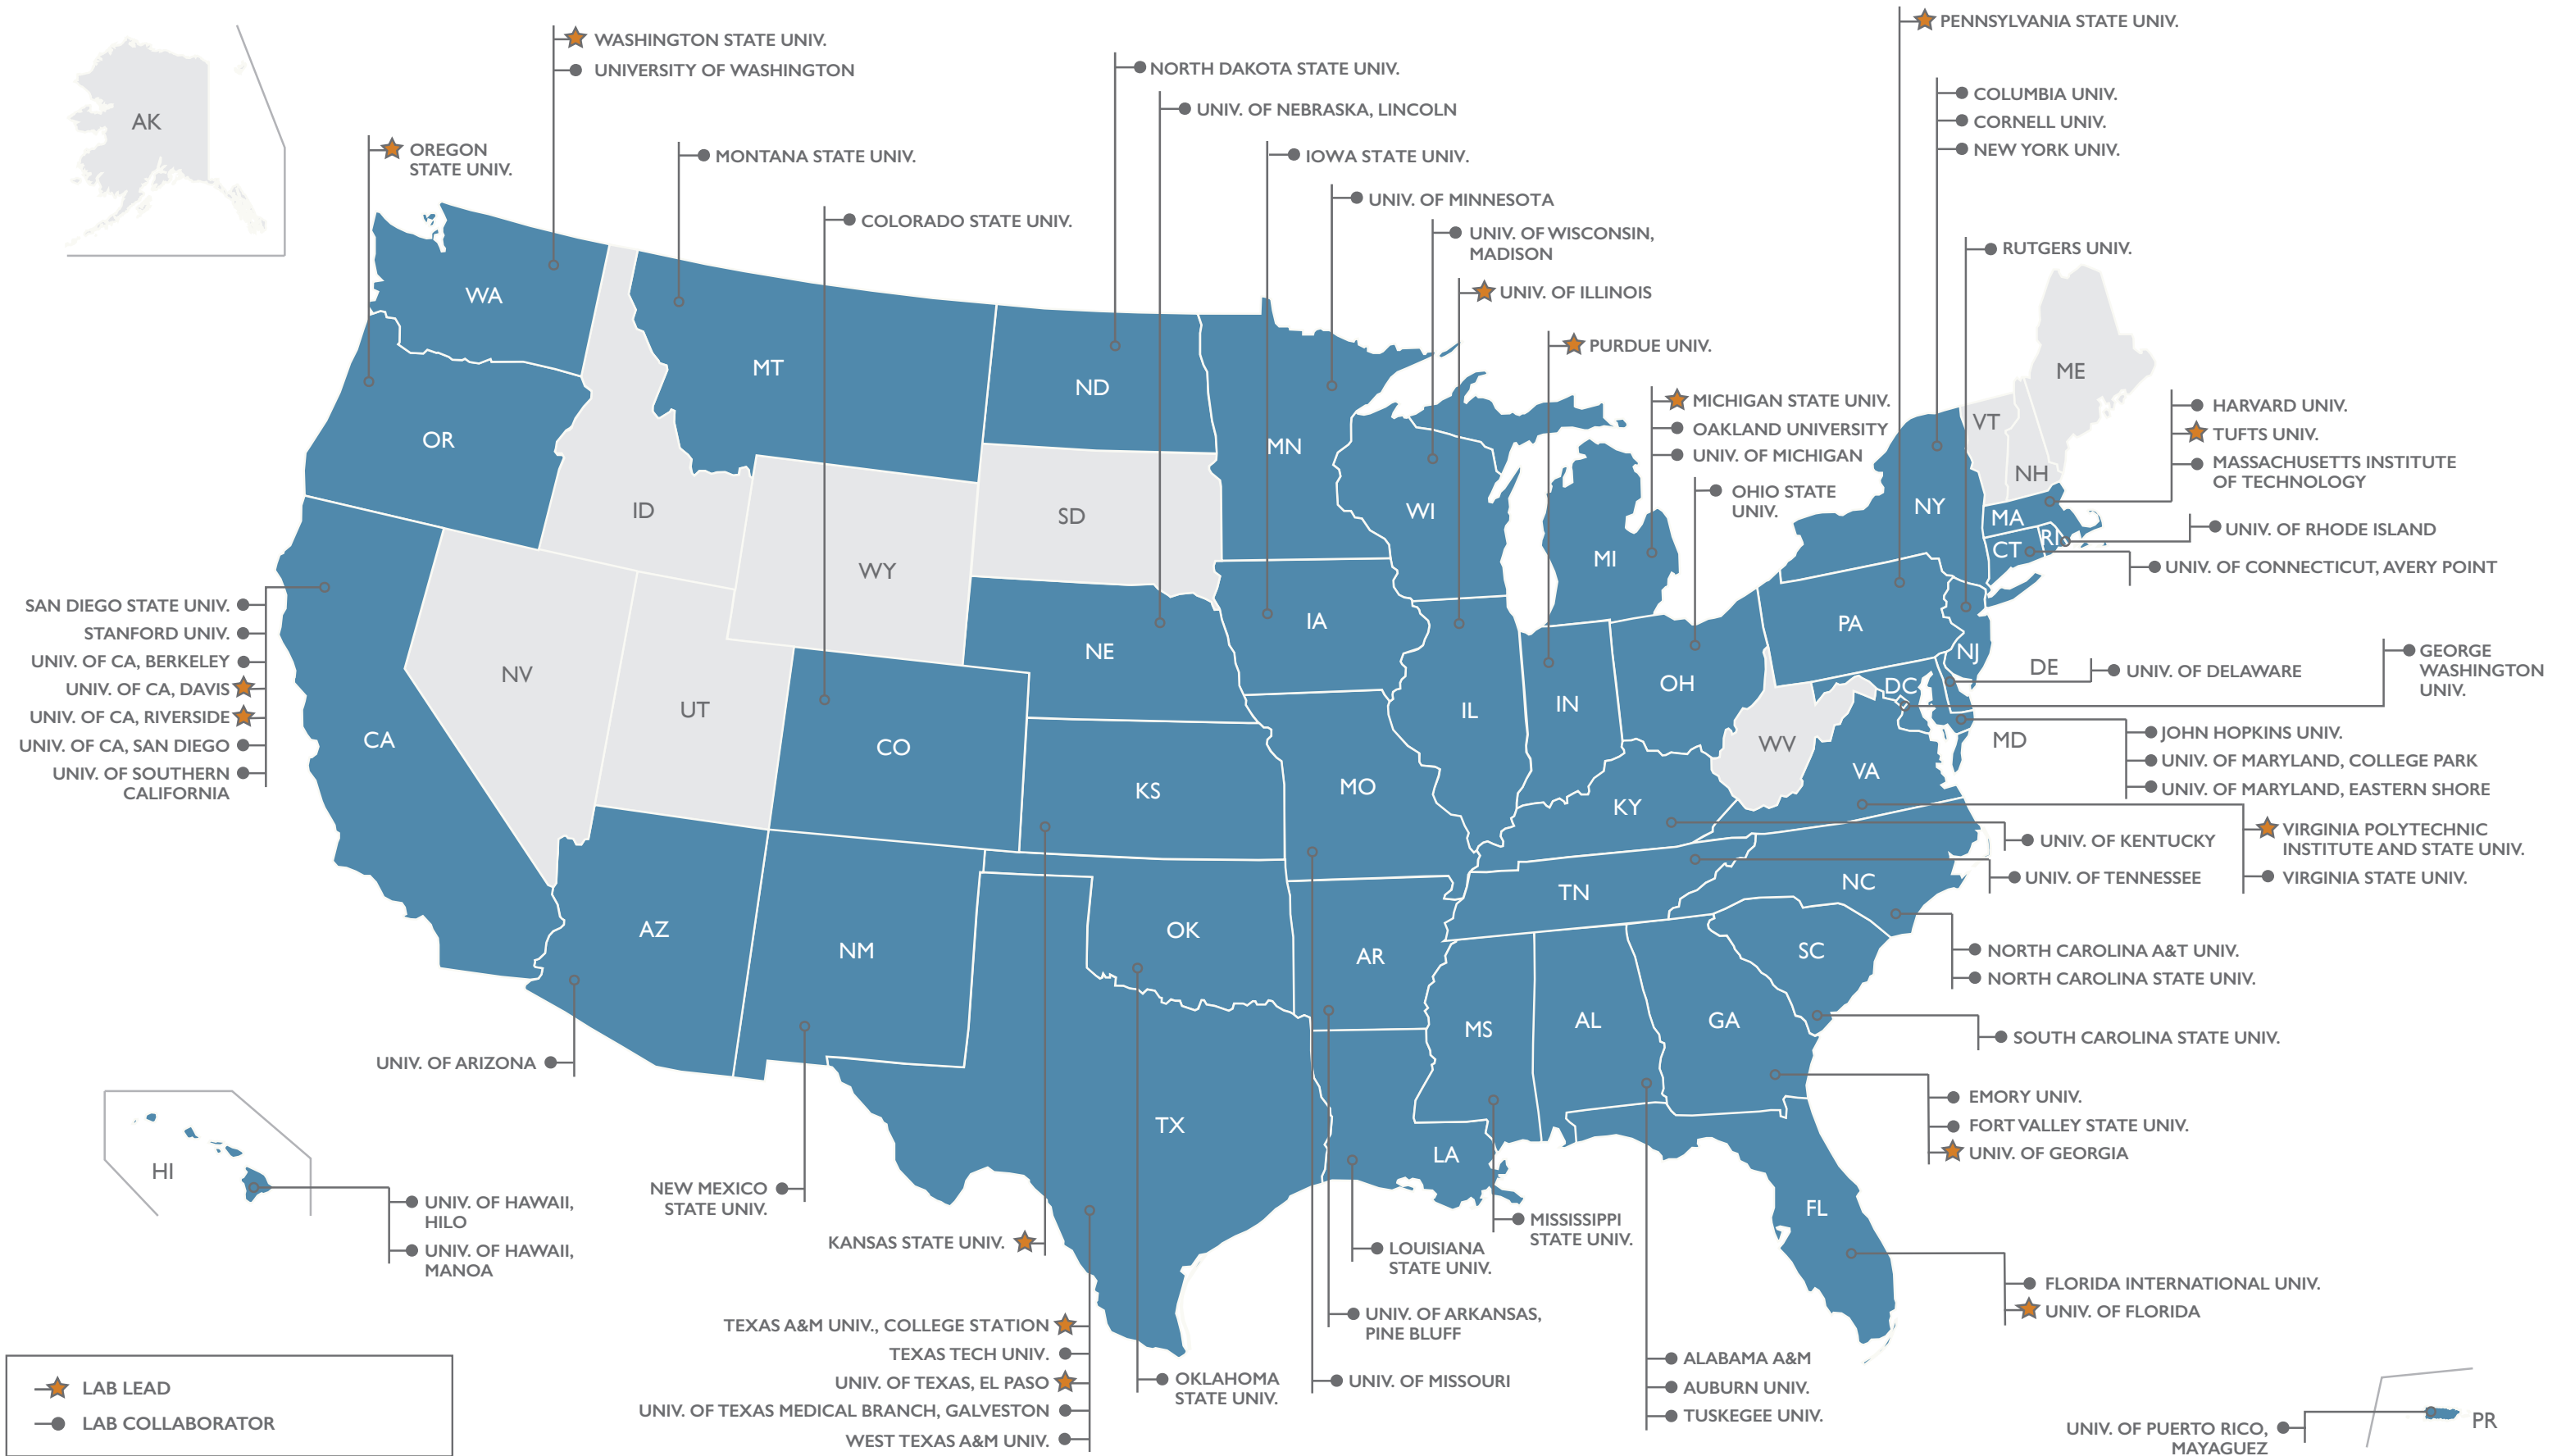 PENNSYLVANIA STATE UNIV.
WASHINGTON STATE UNIV.
UNIVERSITY OF WASHINGTON
NORTH DAKOTA STATE UNIV.
UNIV. OF NEBRASKA, LINCOLN
COLUMBIA UNIV.
CORNELL UNIV.
NEW YORK UNIV.
AK
OREGON
STATE UNIV.
MONTANA STATE UNIV.
IOWA STATE UNIV.
UNIV. OF MINNESOTA
COLORADO STATE UNIV.
UNIV. OF WISCONSIN,
MADISON
RUTGERS UNIV.
UNIV. OF ILLINOIS
PURDUE UNIV.
MICHIGAN STATE UNIV.
OAKLAND UNIVERSITY
UNIV. OF MICHIGAN
OHIO STATE
UNIV.
HARVARD UNIV.
TUFTS UNIV.
MASSACHUSETTS INSTITUTE
OF TECHNOLOGY
UNIV. OF RHODE ISLAND
UNIV. OF CONNECTICUT, AVERY POINT
WA
MT
ND
MN
OR
ID
SD
WY
WI
MI
NY
VT
NH
ME
MA
RI
CT
SAN DIEGO STATE UNIV.
STANFORD UNIV.
UNIV. OF CA, BERKELEY
UNIV. OF CA, DAVIS
UNIV. OF CA, RIVERSIDE
UNIV. OF CA, SAN DIEGO
UNIV. OF SOUTHERN
CALIFORNIA
NV
UT
CA
CO
NE
IA
KS
MO
IL
IN
OH
PA
NJ
DE
DC
MD
WV
VA
KY
UNIV. OF DELAWARE
GEORGE
WASHINGTON
UNIV.
JOHN HOPKINS UNIV.
UNIV. OF MARYLAND, COLLEGE PARK
UNIV. OF MARYLAND, EASTERN SHORE
VIRGINIA POLYTECHNIC
INSTITUTE AND STATE UNIV.
VIRGINIA STATE UNIV.
UNIV. OF KENTUCKY
UNIV. OF TENNESSEE
AZ
NM
OK
AR
TN
NC
SC
MS
AL
GA
TX
LA
FL
NORTH CAROLINA A&T UNIV.
NORTH CAROLINA STATE UNIV.
SOUTH CAROLINA STATE UNIV.
EMORY UNIV.
FORT VALLEY STATE UNIV.
UNIV. OF GEORGIA
UNIV. OF ARIZONA
HI
UNIV. OF HAWAII,
HILO
UNIV. OF HAWAII,
MANOA
NEW MEXICO
STATE UNIV.
KANSAS STATE UNIV.
MISSISSIPPI
STATE UNIV.
LOUISIANA
STATE UNIV.
FLORIDA INTERNATIONAL UNIV.
UNIV. OF FLORIDA
TEXAS A&M UNIV., COLLEGE STATION
TEXAS TECH UNIV.
UNIV. OF TEXAS, EL PASO
UNIV. OF TEXAS MEDICAL BRANCH, GALVESTON
WEST TEXAS A&M UNIV.
UNIV. OF ARKANSAS,
PINE BLUFF
OKLAHOMA
STATE UNIV.
UNIV. OF MISSOURI
ALABAMA A&M
AUBURN UNIV.
TUSKEGEE UNIV.
LAB LEAD
LAB COLLABORATOR
UNIV. OF PUERTO RICO,
MAYAGUEZ
PR